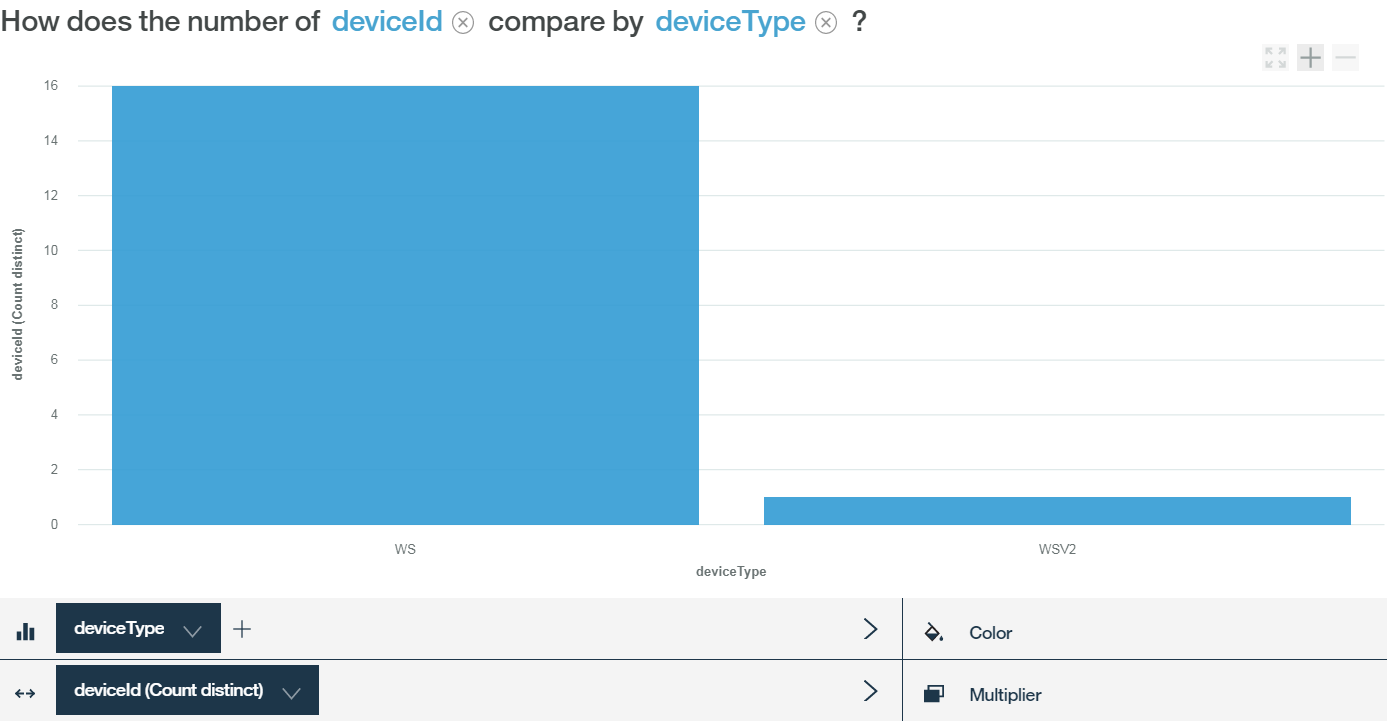 How does the number of deviceId compare by deviceType ?
16
14
12
10
8
6
4
2
0
deviceId (Count distinct)
WS WSV2
deviceType
deviceType Color
deviceId (Count distinct) Multiplier